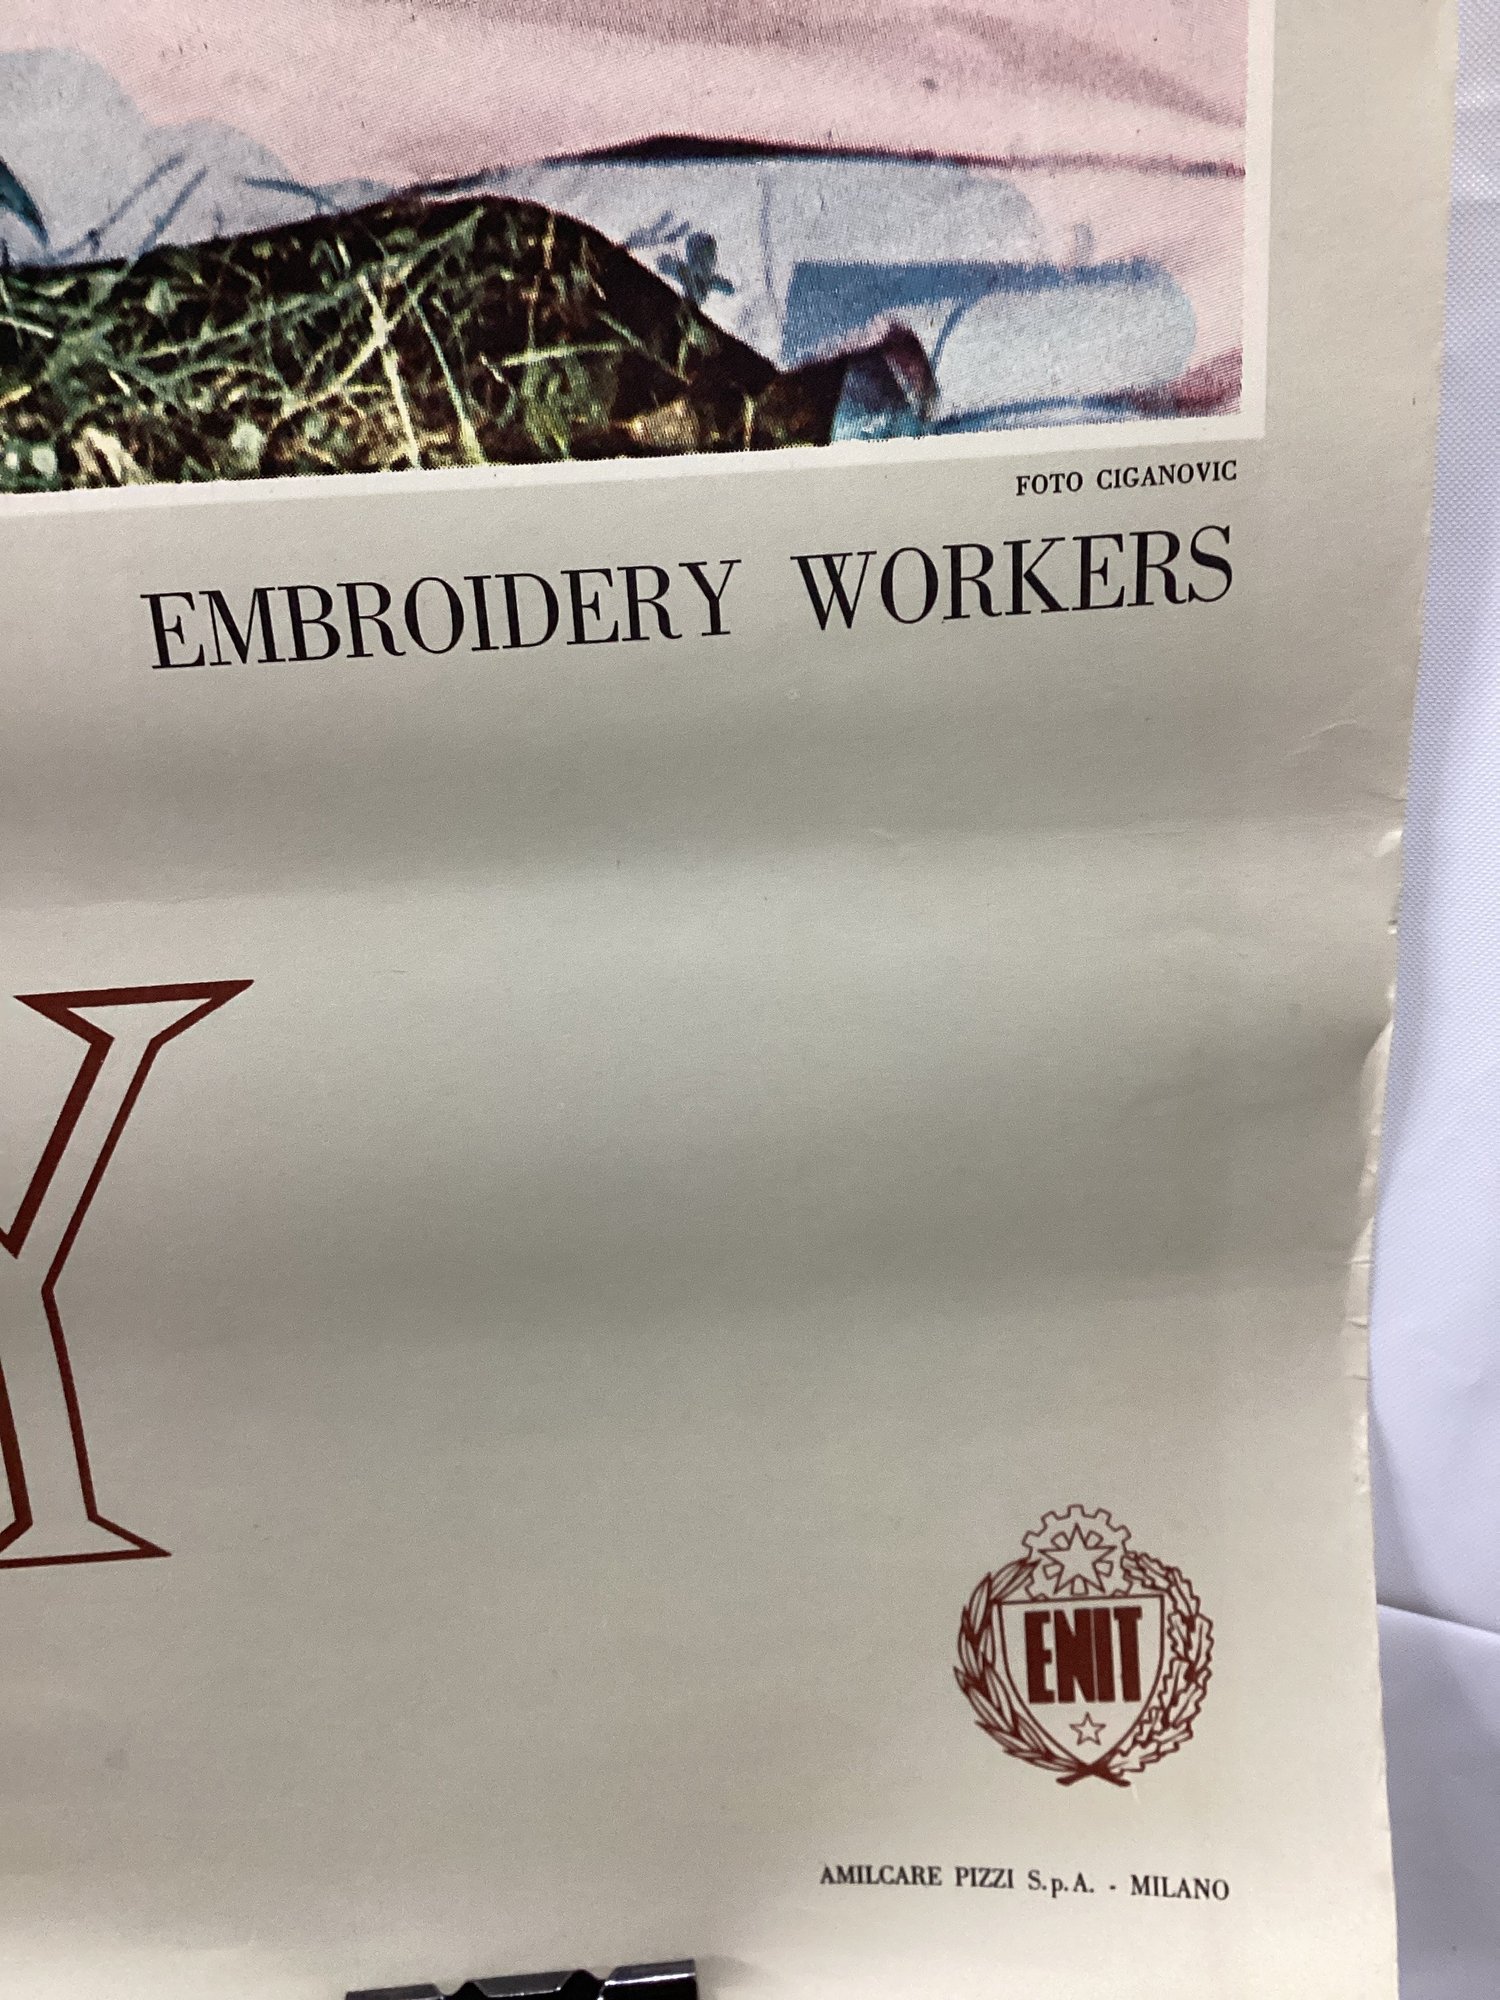 FOTO CIGANOVIC
EMBROIDERY WORKERS
Y
ENIT
AMILCARE PIZZI S.p.A. - MILANO